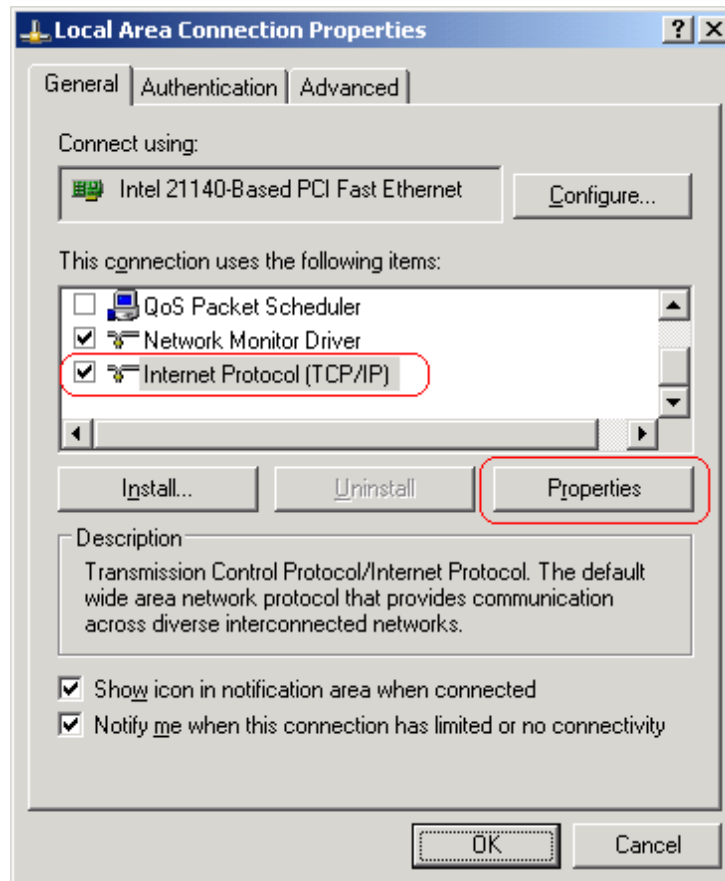 Local Area Connection Properties
General Authentication Advanced
Connect using:
Intel 21140-Based PCI Fast Ethernet Configure...
This connection uses the following items:
QoS Packet Scheduler
Network Monitor Driver
Internet Protocol (TCP/IP)
Install... Uninstall Properties
Description
Transmission Control Protocol/Internet Protocol. The default
wide area network protocol that provides communication
across diverse interconnected networks.
Show icon in notification area when connected
Notify me when this connection has limited or no connectivity
OK Cancel